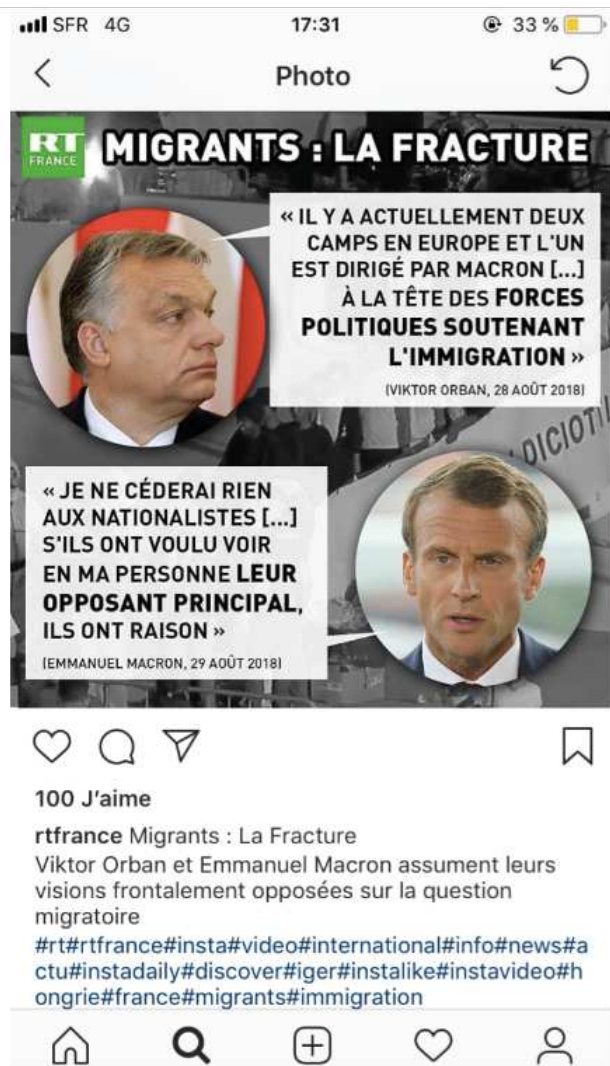 SFR 4G 17:31 33 %
Photo
RT
FRANCE
MIGRANTS : LA FRACTURE
« IL Y A ACTUELLEMENT DEUX
CAMPS EN EUROPE ET L'UN
EST DIRIGÉ PAR MACRON [...]
À LA TÊTE DES FORCES
POLITIQUES SOUTENANT
L'IMMIGRATION »
(VIKTOR ORBAN, 28 AOÛT 2018)
DICIOTTI
« JE NE CÉDERAI RIEN
AUX NATIONALISTES [...]
S'ILS ONT VOULU VOIR
EN MA PERSONNE LEUR
OPPOSANT PRINCIPAL,
ILS ONT RAISON »
(EMMANUEL MACRON, 29 AOÛT 2018)
100 J’aime
rtfrance Migrants : La Fracture
Viktor Orban et Emmanuel Macron assument leurs
visions frontalement opposées sur la question
migratoire
#rt#rtfrance#insta#video#international#info#news#a
ctu#instadaily#discover#iger#instalike#instavideo#h
ongrie#france#migrants#immigration